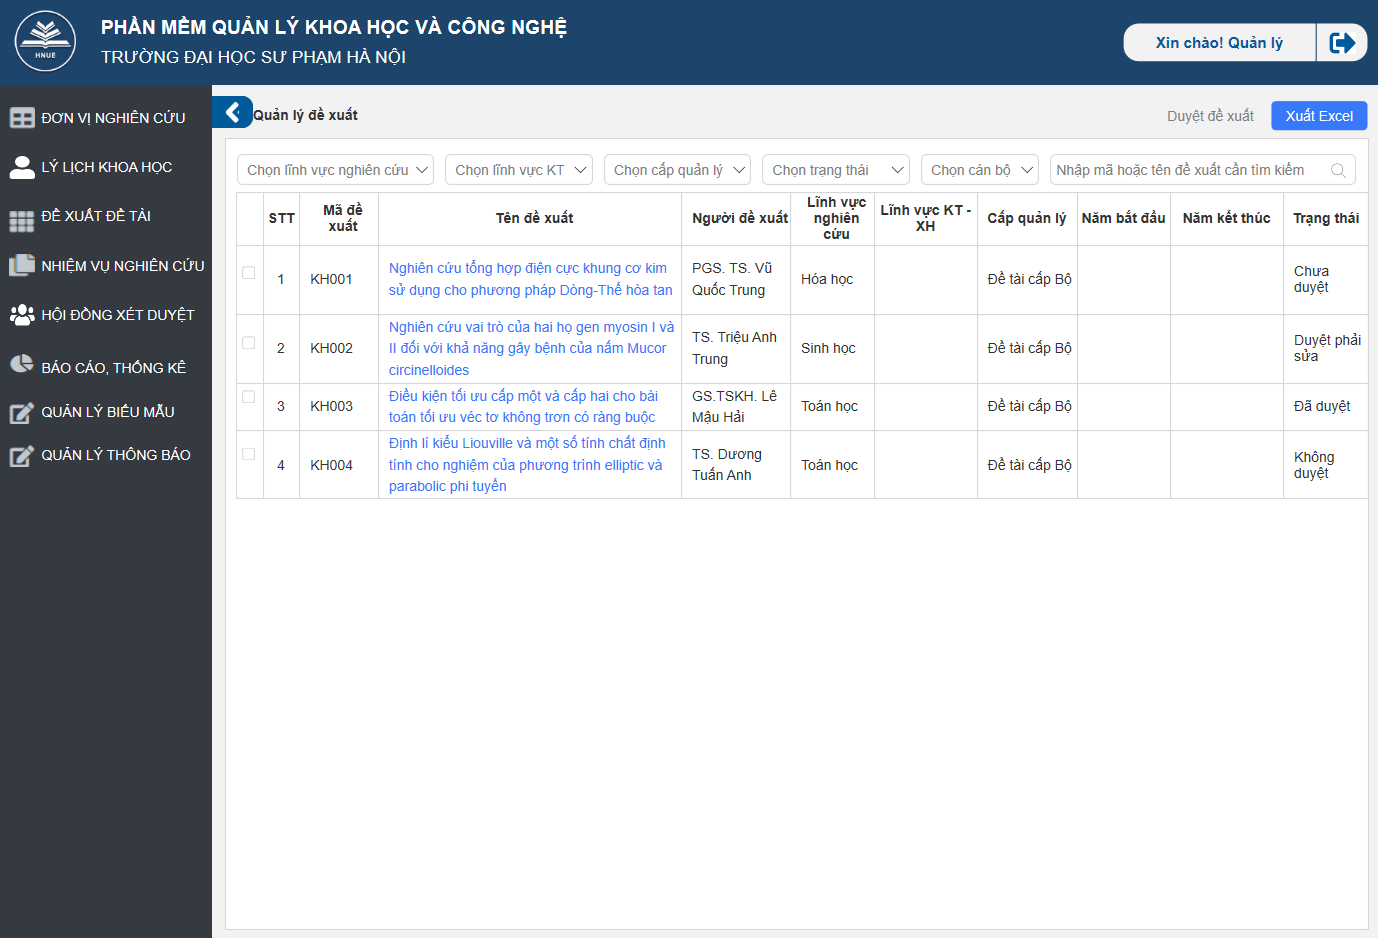 PHẦN MỀM QUẢN LÝ KHOA HỌC VÀ CÔNG NGHỆ
TRƯỜNG ĐẠI HỌC SƯ PHẠM HÀ NỘI
HNUE
Xin chào! Quản lý
ĐƠN VỊ NGHIÊN CỨU
LÝ LỊCH KHOA HỌC
ĐỀ XUẤT ĐỀ TÀI
NHIỆM VỤ NGHIÊN CỨU
HỘI ĐỒNG XÉT DUYỆT
BÁO CÁO, THỐNG KÊ
QUẢN LÝ BIỂU MẪU
QUẢN LÝ THÔNG BÁO
Quản lý đề xuất
Duyệt đề xuất
Xuất Excel
Chọn lĩnh vực nghiên cứu
Chọn lĩnh vực KT
Chọn cấp quản lý
Chọn trạng thái
Chọn cán bộ
Nhập mã hoặc tên đề xuất cần tìm kiếm
STT
Mã đề
xuất
Tên đề xuất
Người đề xuất
Lĩnh vực
nghiên
cứu
Lĩnh vực KT -
XH
Cấp quản lý
Năm bắt đầu
Năm kết thúc
Trạng thái
1
KH001
Nghiên cứu tổng hợp điện cực khung cơ kim
sử dụng cho phương pháp Dòng-Thế hòa tan
PGS. TS. Vũ
Quốc Trung
Hóa học
Đề tài cấp Bộ
Chưa
duyệt
2
KH002
Nghiên cứu vai trò của hai họ gen myosin I và
II đối với khả năng gây bệnh của nấm Mucor
circinelloides
TS. Triệu Anh
Trung
Sinh học
Đề tài cấp Bộ
Duyệt phải
sửa
3
KH003
Điều kiện tối ưu cấp một và cấp hai cho bài
toán tối ưu véc tơ không trơn có ràng buộc
GS.TSKH. Lê
Mậu Hải
Toán học
Đề tài cấp Bộ
Đã duyệt
4
KH004
Định lí kiểu Liouville và một số tính chất định
tính cho nghiệm của phương trình elliptic và
parabolic phi tuyến
TS. Dương
Tuấn Anh
Toán học
Đề tài cấp Bộ
Không
duyệt